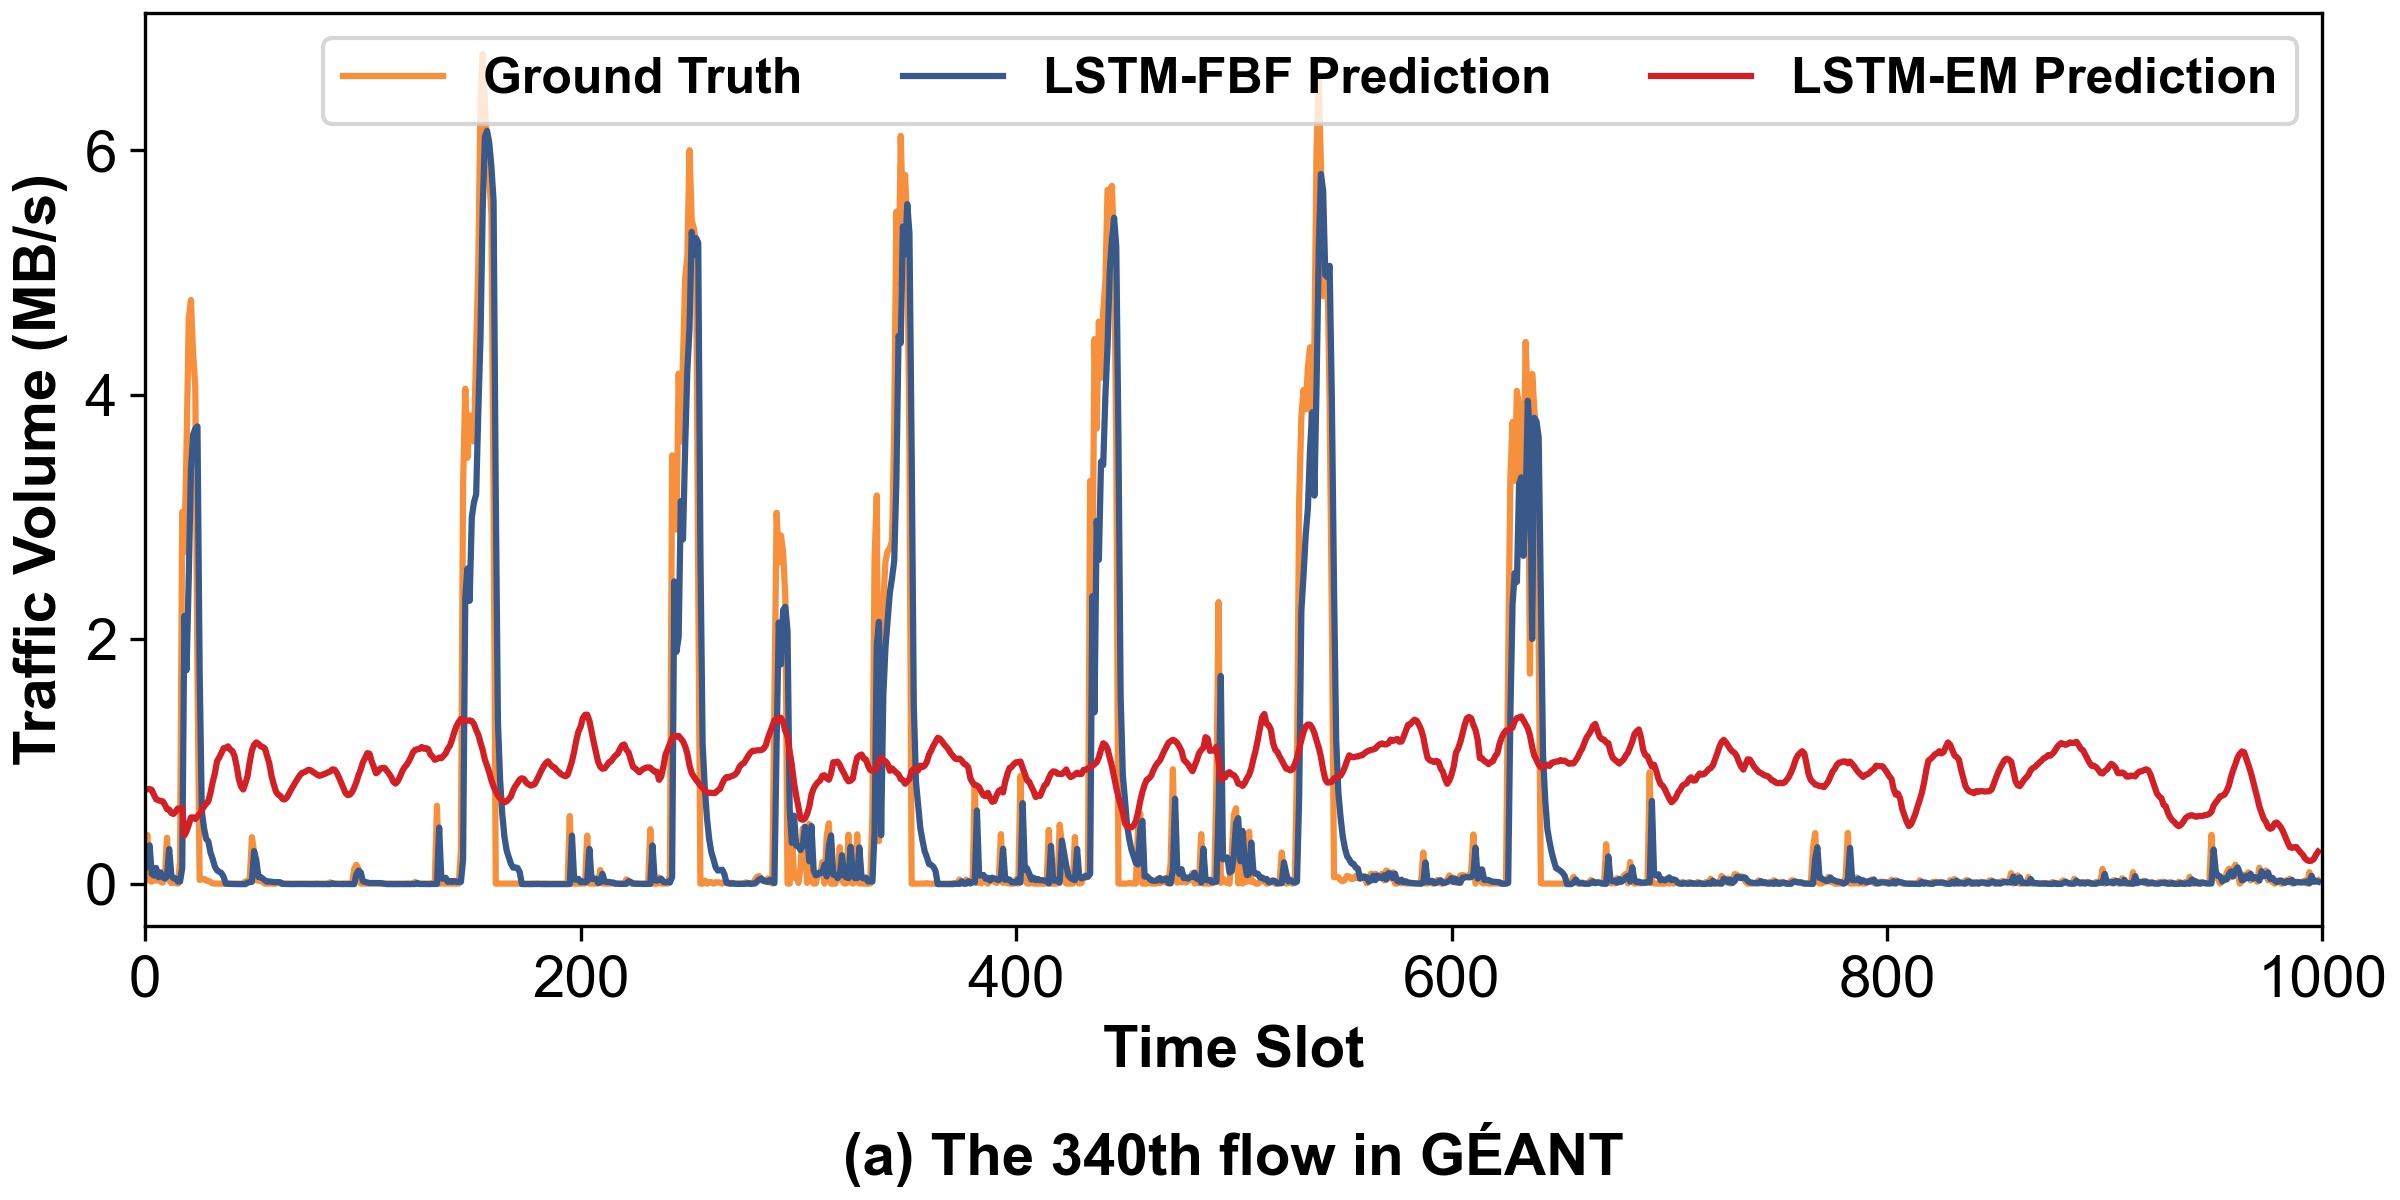 Ground Truth LSTM-FBF Prediction LSTM-EM Prediction
Traffic Volume (MB/s)
6
4
2
0
0 200 400 600 800 1000
Time Slot
(a) The 340th flow in GÉANT